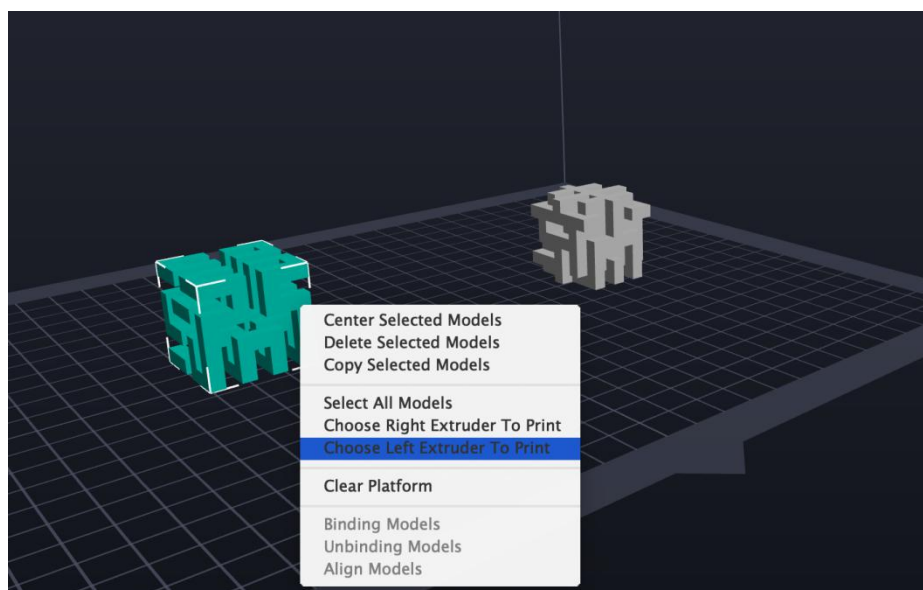 Center Selected Models
Delete Selected Models
Copy Selected Models
Select All Models
Choose Right Extruder To Print
Choose Left Extruder To Print
Clear Platform
Binding Models
Unbinding Models
Align Models